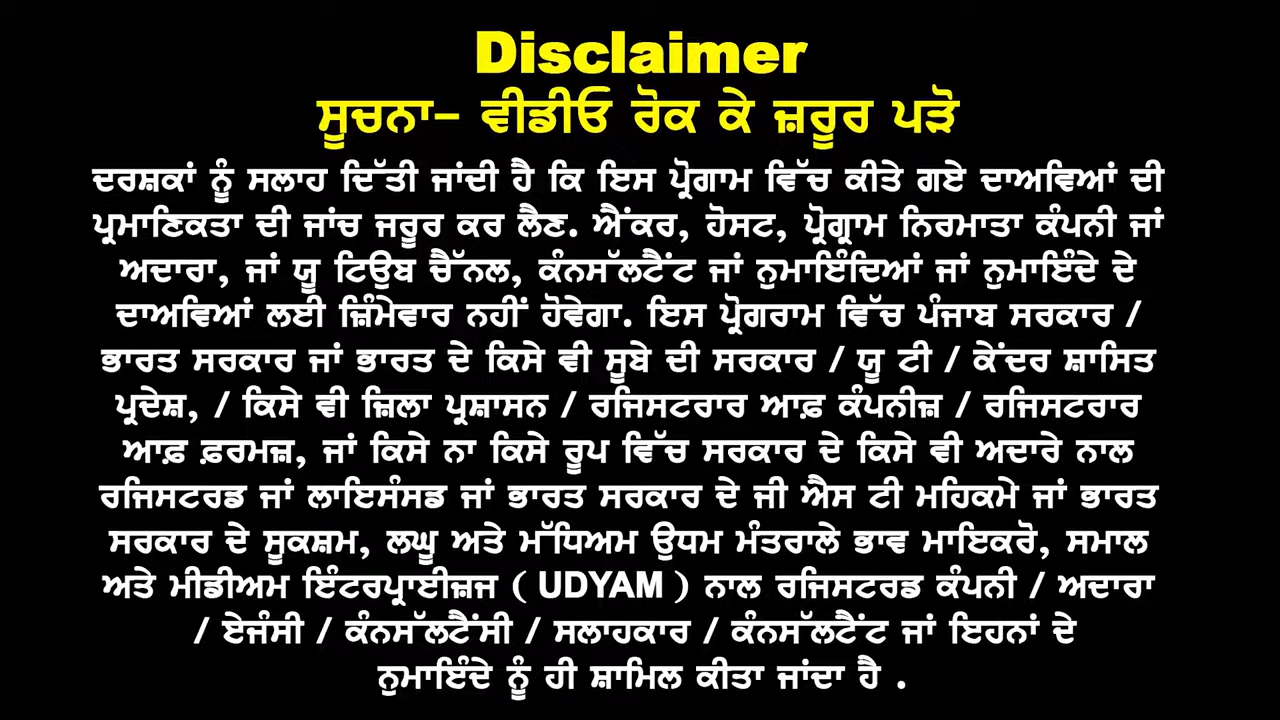 Disclaimer
ਸੂਚਨਾ- ਵੀਡੀਓ ਰੋਕ ਕੇ ਜ਼ਰੂਰ ਪੜੋ
ਦਰਸ਼ਕਾਂ ਨੂੰ ਸਲਾਹ ਦਿੱਤੀ ਜਾਂਦੀ ਹੈ ਕਿ ਇਸ ਪ੍ਰੋਗਾਮ ਵਿੱਚ ਕੀਤੇ ਗਏ ਦਾਅਵਿਆਂ ਦੀ
ਪ੍ਰਮਾਣਿਕਤਾ ਦੀ ਜਾਂਚ ਜਰੂਰ ਕਰ ਲੈਣ. ਐਂਕਰ, ਹੋਸਟ, ਪ੍ਰੋਗ੍ਰਾਮ ਨਿਰਮਾਤਾ ਕੰਪਨੀ ਜਾਂ
ਅਦਾਰਾ, ਜਾਂ ਯੂ ਟਿਊਬ ਚੈੱਨਲ, ਕੰਨਸੱਲਟੈਂਟ ਜਾਂ ਨੁਮਾਇੰਦਿਆਂ ਜਾਂ ਨੁਮਾਇੰਦੇ ਦੇ
ਦਾਅਵਿਆਂ ਲਈ ਜ਼ਿੰਮੇਵਾਰ ਨਹੀਂ ਹੋਵੇਗਾ. ਇਸ ਪ੍ਰੋਗਰਾਮ ਵਿੱਚ ਪੰਜਾਬ ਸਰਕਾਰ /
ਭਾਰਤ ਸਰਕਾਰ ਜਾਂ ਭਾਰਤ ਦੇ ਕਿਸੇ ਵੀ ਸੂਬੇ ਦੀ ਸਰਕਾਰ / ਯੂ ਟੀ / ਕੇਂਦਰ ਸ਼ਾਸਿਤ
ਪ੍ਰਦੇਸ਼, / ਕਿਸੇ ਵੀ ਜ਼ਿਲਾ ਪ੍ਰਸ਼ਾਸਨ / ਰਜਿਸਟਰਾਰ ਆਫ਼ ਕੰਪਨੀਜ਼ / ਰਜਿਸਟਰਾਰ
ਆਫ਼ ਫ਼ਰਮਜ਼, ਜਾਂ ਕਿਸੇ ਨਾ ਕਿਸੇ ਰੂਪ ਵਿੱਚ ਸਰਕਾਰ ਦੇ ਕਿਸੇ ਵੀ ਅਦਾਰੇ ਨਾਲ
ਰਜਿਸਟਰਡ ਜਾਂ ਲਾਇਸੰਸਡ ਜਾਂ ਭਾਰਤ ਸਰਕਾਰ ਦੇ ਜੀ ਐਸ ਟੀ ਮਹਿਕਮੇ ਜਾਂ ਭਾਰਤ
ਸਰਕਾਰ ਦੇ ਸੂਕਸ਼ਮ, ਲਘੂ ਅਤੇ ਮੱਧਿਅਮ ਉਧਮ ਮੰਤਰਾਲੇ ਭਾਵ ਮਾਇਕਰੋ, ਸਮਾਲ
ਅਤੇ ਮੀਡੀਅਮ ਇੰਟਰਪ੍ਰਾਈਜ਼ਜ (UDYAM) ਨਾਲ ਰਜਿਸਟਰਡ ਕੰਪਨੀ / ਅਦਾਰਾ
/ ਏਜੰਸੀ / ਕੰਨਸੱਲਟੈਂਸੀ / ਸਲਾਹਕਾਰ / ਕੰਨਸੱਲਟੈਂਟ ਜਾਂ ਇਹਨਾਂ ਦੇ
ਨੁਮਾਇੰਦੇ ਨੂੰ ਹੀ ਸ਼ਾਮਿਲ ਕੀਤਾ ਜਾਂਦਾ ਹੈ .